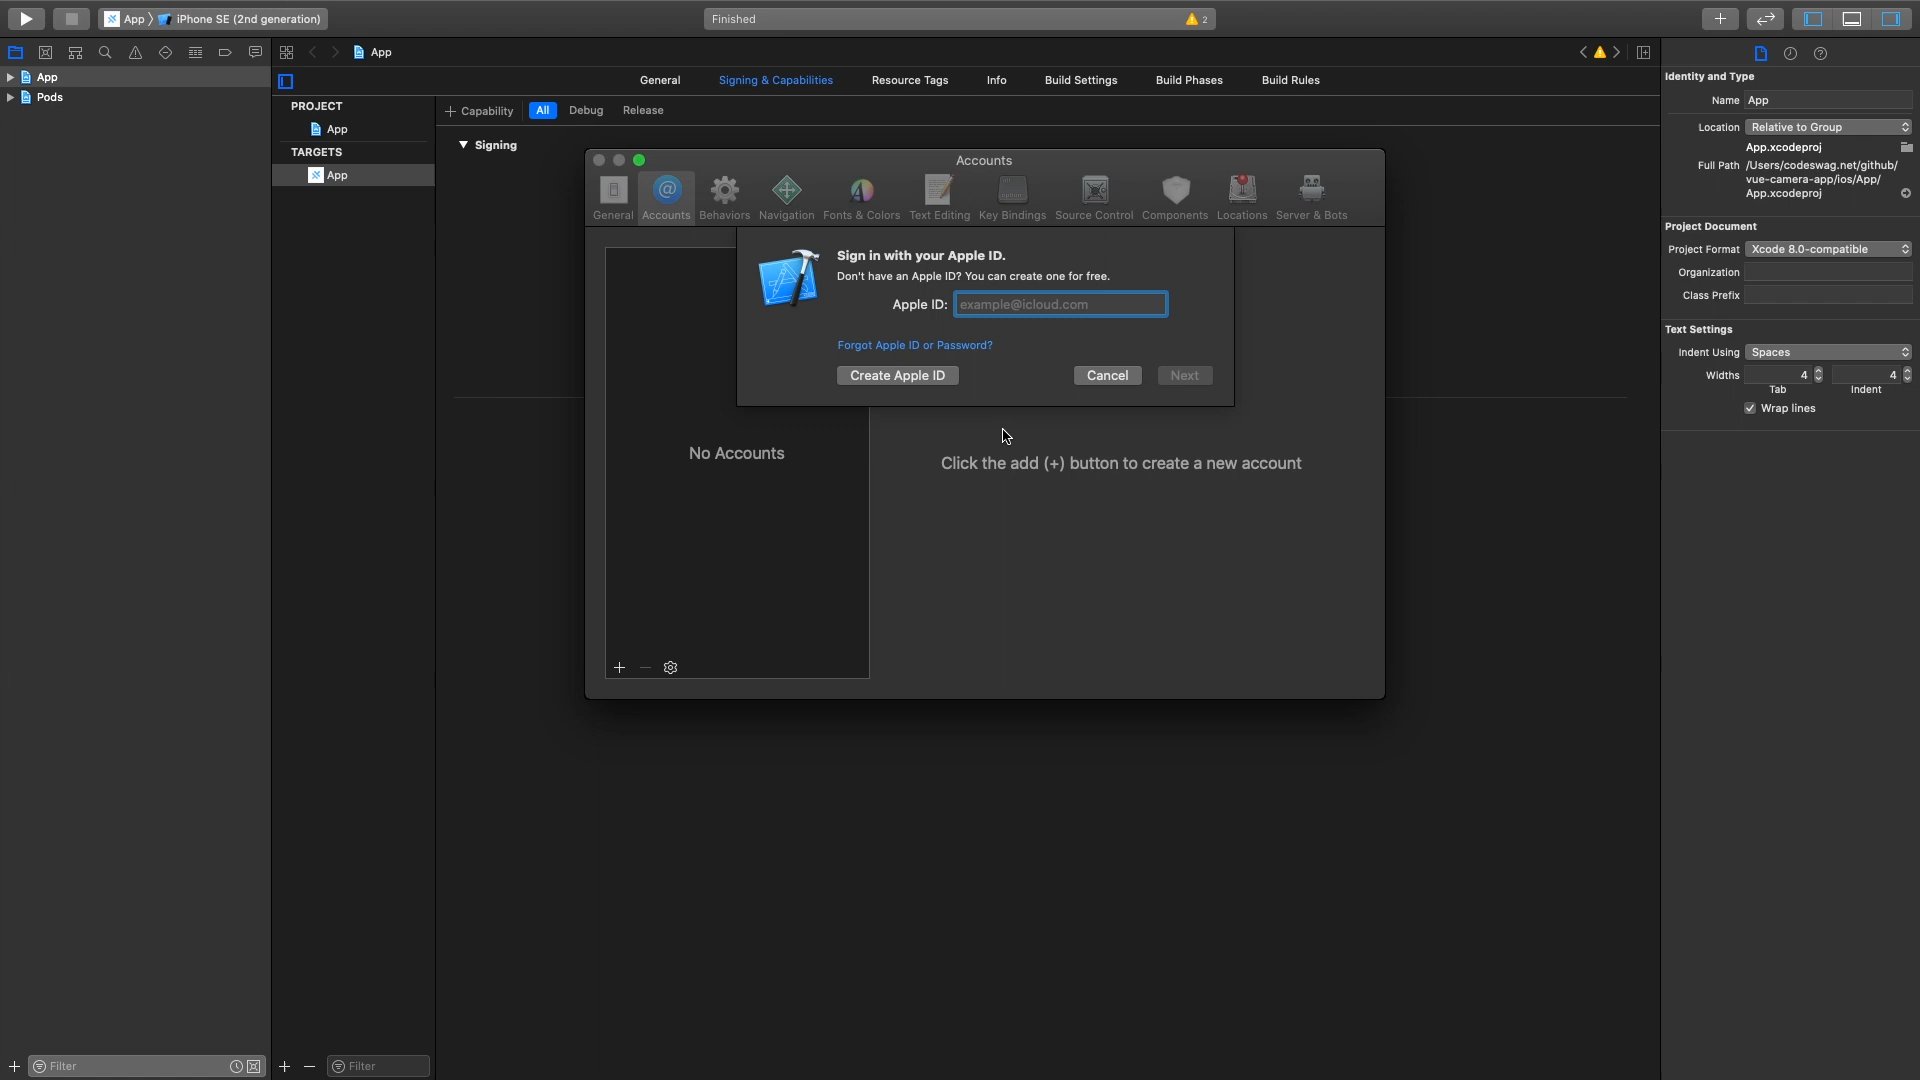 App
iPhone SE (2nd generation)
Finished
2
App
App
Pods
General
Signing & Capabilities
Resource Tags
Info
Build Settings
Build Phases
Build Rules
PROJECT
App
TARGETS
App
Capability
All
Debug
Release
Signing
Accounts
General
Accounts
Behaviors
Navigation
Fonts & Colors
Text Editing
Key Bindings
Source Control
Components
Locations
Server & Bots
Sign in with your Apple ID.
Don't have an Apple ID? You can create one for free.
Apple ID: example@icloud.com
Forgot Apple ID or Password?
Create Apple ID
Cancel
Next
No Accounts
Click the add (+) button to create a new account
Identity and Type
Name App
Location Relative to Group
App.xcodeproj
Full Path /Users/codeswag.net/github/
vue-camera-app/ios/App/
App.xcodeproj
Project Document
Project Format Xcode 8.0-compatible
Organization
Class Prefix
Text Settings
Indent Using Spaces
Widths 4 4
Tab Indent
Wrap lines
Filter
Filter